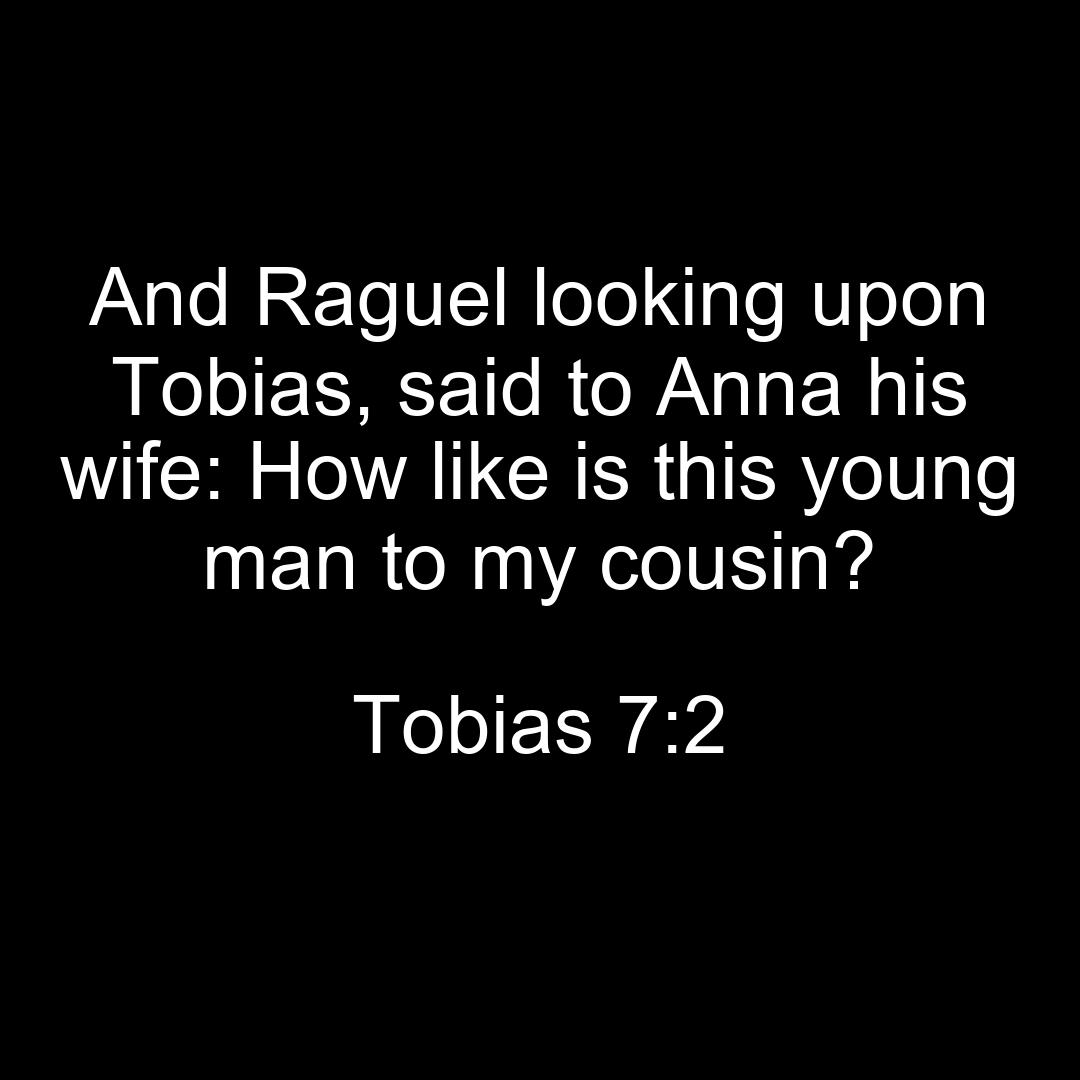 And Raguel looking upon
Tobias, said to Anna his
wife: How like is this young
man to my cousin?
Tobias 7:2